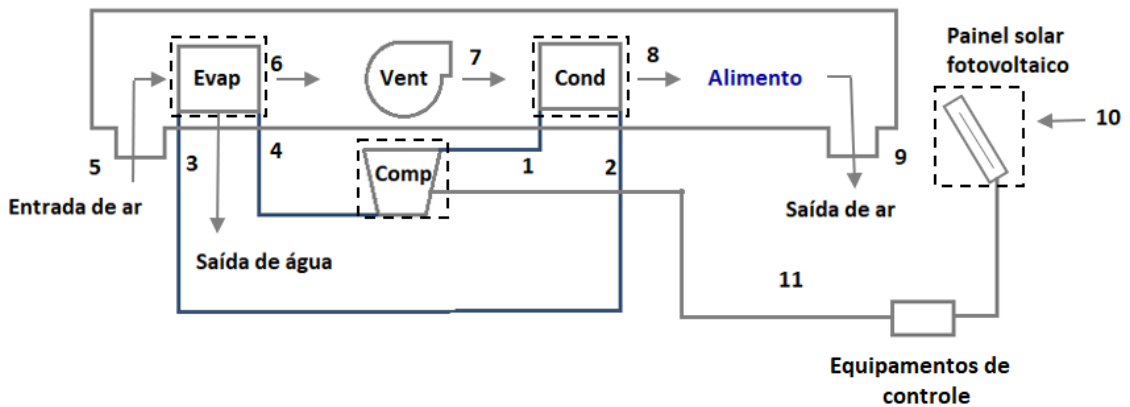 Painel solar
fotovoltaico
Evap
6
Vent
7
Cond
8
Alimento
10
5
3
4
Comp
1
2
9
Entrada de ar
Saída de ar
Saída de água
11
Equipamentos de
controle